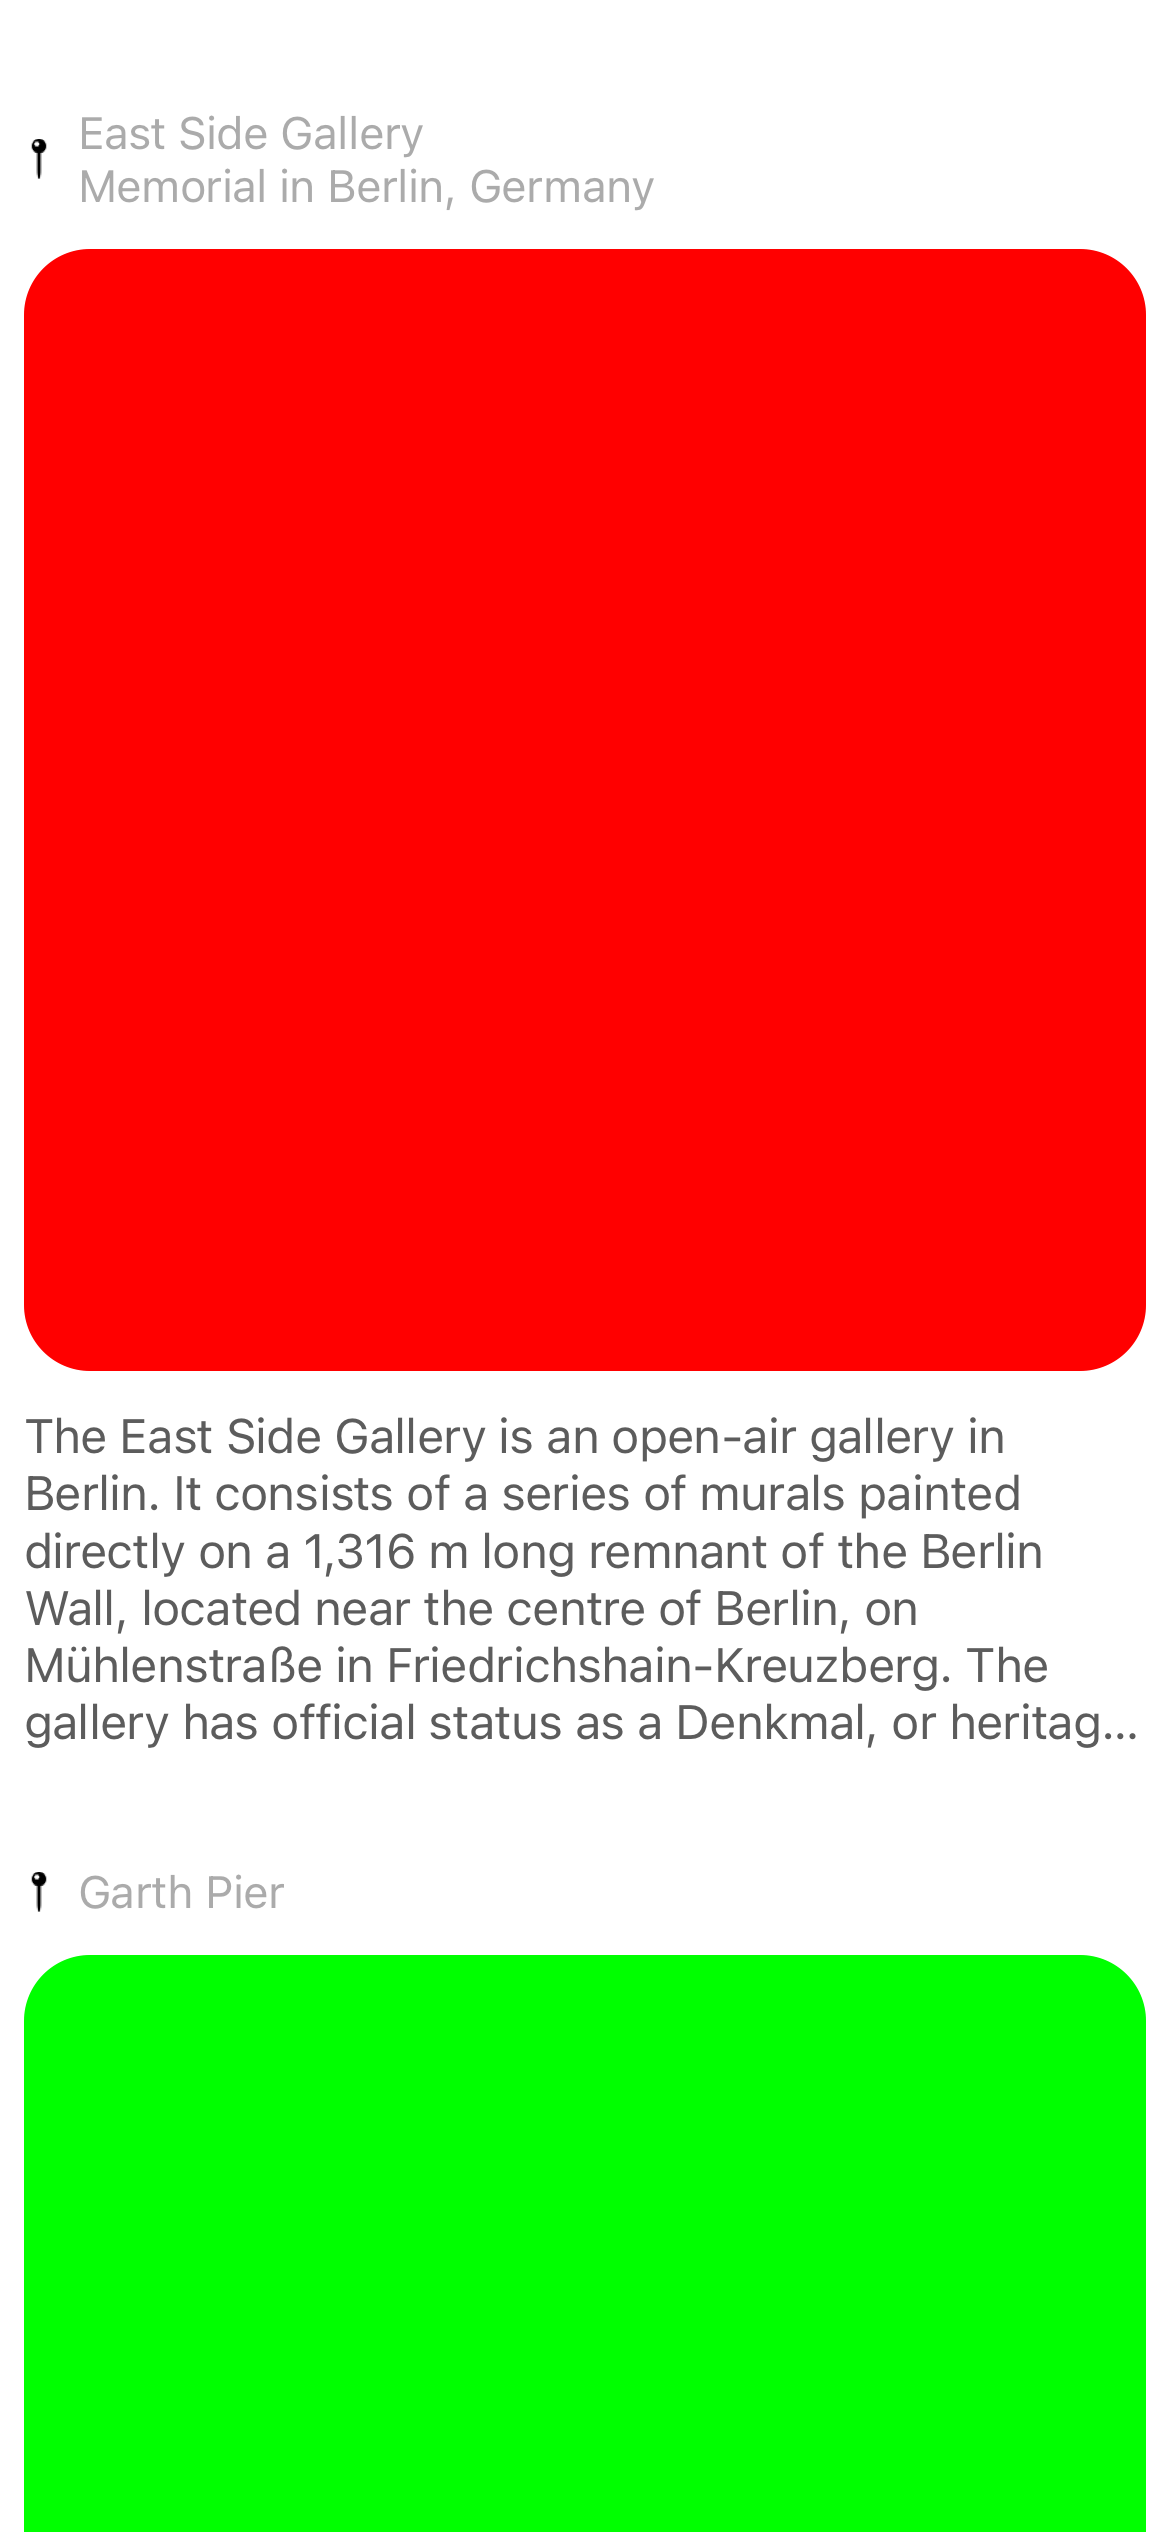 East Side Gallery
Memorial in Berlin, Germany
The East Side Gallery is an open-air gallery in
Berlin. It consists of a series of murals painted
directly on a 1,316 m long remnant of the Berlin
Wall, located near the centre of Berlin, on
Mühlenstraße in Friedrichshain-Kreuzberg. The
gallery has official status as a Denkmal, or heritag…
Garth Pier